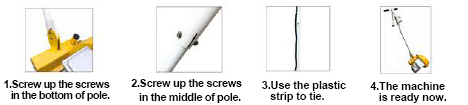 1.Screw up the screws
in the bottom of pole.
2.Screw up the screws
in the middle of pole.
3.Use the plastic
strip to tie.
4.The machine
is ready now.